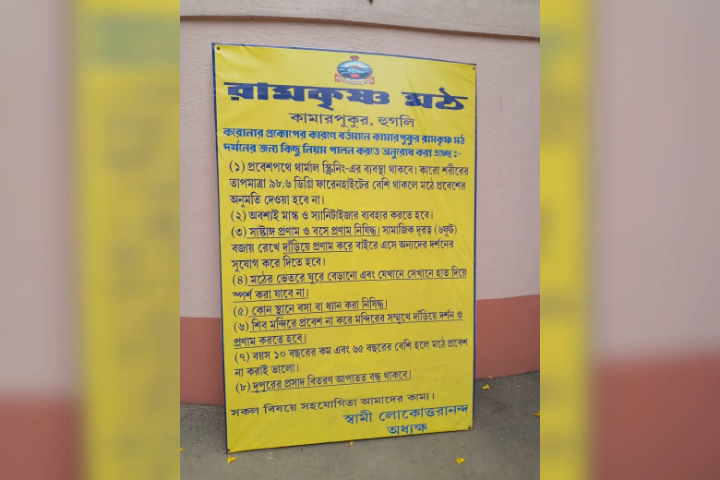 রামকৃষ্ণ মঠ
কামারপুকুর, হুগলি
করোনার প্রকোপের কারণ বর্তমানে কামারপুকুর রামকৃষ্ণ মঠ
দর্শনের জন্য কিছু নিয়ম পালন করতে অনুরোধ করা হচ্ছে :-
(১) প্রবেশপথে থার্মাল স্ক্রিনিং-এর ব্যবস্থা থাকবে। কারো শরীরের
তাপমাত্রা ৯৮.৬ ডিগ্রি ফারেনহাইটের বেশি থাকলে মঠে প্রবেশের
অনুমতি দেওয়া হবে না।
(২) অবশ্যই মাস্ক ও স্যানিটাইজার ব্যবহার করতে হবে।
(৩) সাষ্টাঙ্গ প্রণাম ও বসে প্রণাম নিষিদ্ধ। সামাজিক দূরত্ব (৬ফুট)
বজায় রেখে দাঁড়িয়ে প্রণাম করে বাইরে এসে অন্যদের দর্শনের
সুযোগ করে দিতে হবে।
(৪) মঠের ভেতরে ঘুরে বেড়ানো এবং যেখানে সেখানে হাত দিয়ে
স্পর্শ করা যাবে না।
(৫) কোন স্থানে বসা বা ধ্যান করা নিষিদ্ধ।
(৬) শিব মন্দিরে প্রবেশ না করে মন্দিরের সম্মুখে দাঁড়িয়ে দর্শন ও
প্রণাম করতে হবে।
(৭) বয়স ১০ বছরের কম এবং ৬৫ বছরের বেশি হলে মঠে প্রবেশ
না করাই ভালো।
(৮) দুপুরের প্রসাদ বিতরণ আপাতত বন্ধ থাকবে।
সকল বিষয়ে সহযোগিতা আমাদের কাম্য।
স্বামী লোকোত্তরানন্দ
অধ্যক্ষ